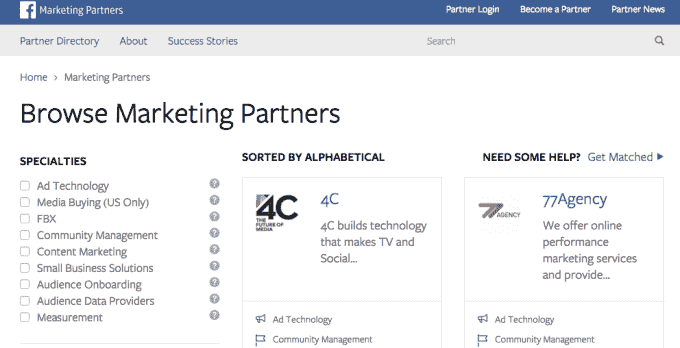 Marketing Partners
Partner Login
Become a Partner
Partner News
Partner Directory
About
Success Stories
Search
Home › Marketing Partners
Browse Marketing Partners
SPECIALTIES
Ad Technology
Media Buying (US Only)
FBX
Community Management
Content Marketing
Small Business Solutions
Audience Onboarding
Audience Data Providers
Measurement
SORTED BY ALPHABETICAL
NEED SOME HELP? Get Matched
4C
THE
FUTURE OF
MEDIA
4C
4C builds technology
that makes TV and
Social...
Ad Technology
Community Management
77
AGENCY
77Agency
We offer online
performance
marketing services
and provide...
Ad Technology
Community Management